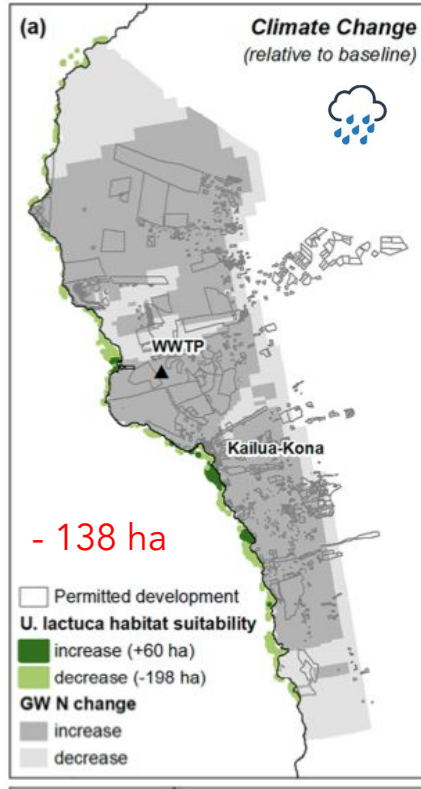 (a)
Climate Change
(relative to baseline)
WWTP
Kailua-Kona
- 138 ha
Permitted development
U. lactuca habitat suitability
increase (+60 ha)
decrease (-198 ha)
GW N change
increase
decrease